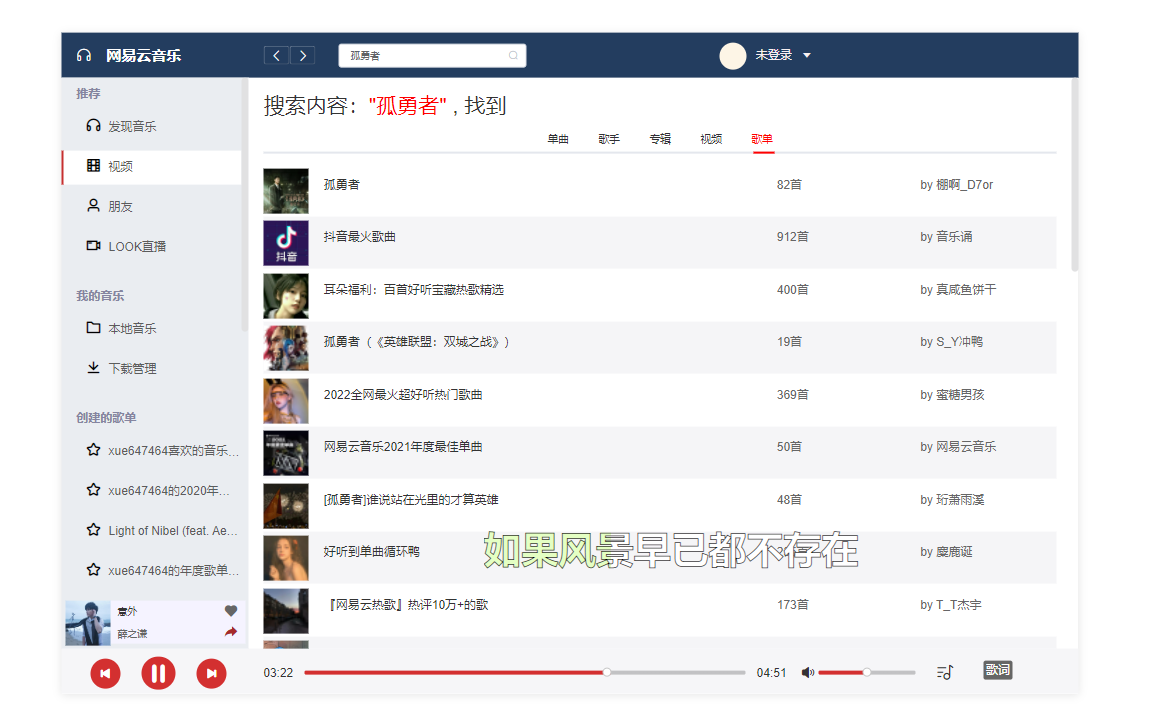 网易云音乐
孤勇者
未登录
推荐
发现音乐
视频
朋友
LOOK直播
我的音乐
本地音乐
下载管理
创建的歌单
xue647464喜欢的音乐...
xue647464的2020年...
Light of Nibel (feat. Ae...
xue647464的年度歌单...
意外
薛之谦
搜索内容："孤勇者" , 找到
单曲 歌手 专辑 视频 歌单
孤勇者 82首 by 棚啊_D7or
抖音
抖音最火歌曲 912首 by 音乐诵
耳朵福利：百首好听宝藏热歌精选 400首 by 真咸鱼饼干
孤勇者（《英雄联盟：双城之战》） 19首 by S_Y冲鸭
2022全网最火超好听热门歌曲 369首 by 蜜糖男孩
网易云音乐2021年度最佳单曲 50首 by 网易云音乐
[孤勇者]谁说站在光里的才算英雄 48首 by 珩萧雨溪
好听到单曲循环鸭 by 麋鹿诞
如果风景早已都不存在
『网易云热歌』热评10万+的歌 173首 by T_T杰宇
03:22 04:51 歌词